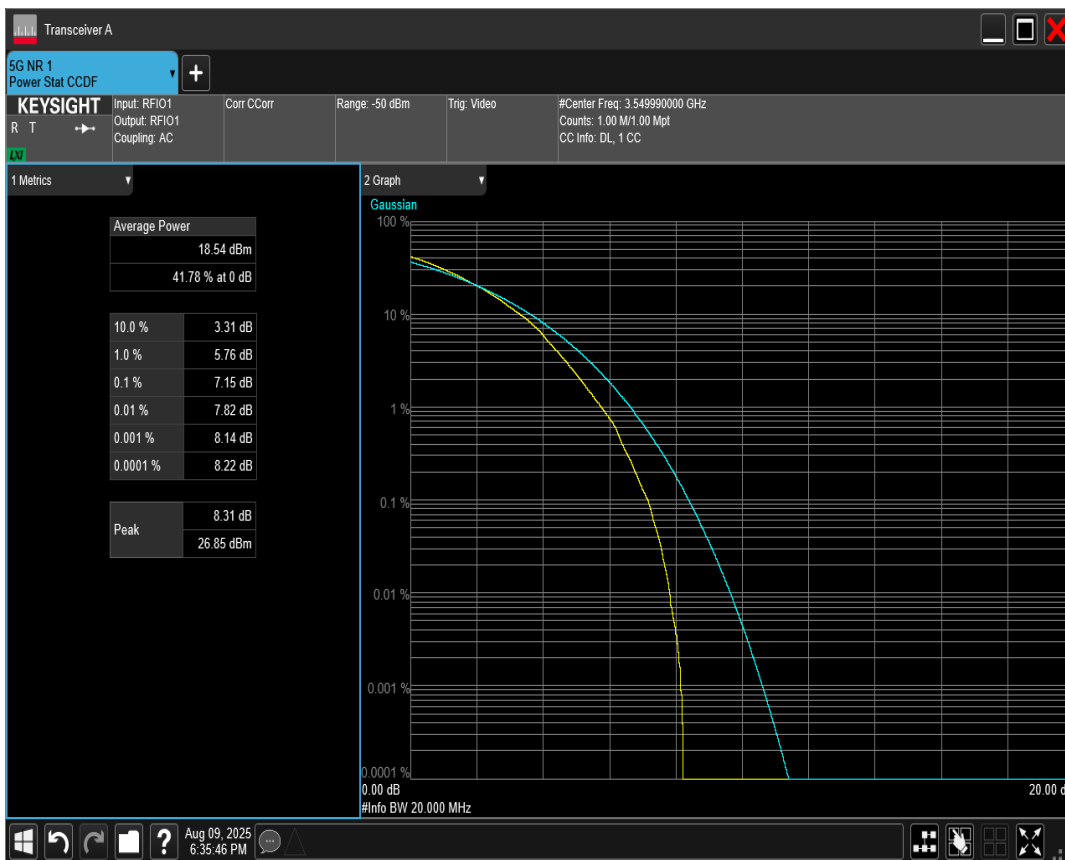 Transceiver A
5G NR 1
Power Stat CCDF
KEYSIGHT
R T
LXI
Input: RFIO1
Output: RFIO1
Coupling: AC
Corr CCorr
Range: -50 dBm
Trig: Video
#Center Freq: 3.549990000 GHz
Counts: 1.00 M/1.00 Mpt
CC Info: DL, 1 CC
1 Metrics
Average Power
18.54 dBm
41.78 % at 0 dB
10.0 % 3.31 dB
1.0 % 5.76 dB
0.1 % 7.15 dB
0.01 % 7.82 dB
0.001 % 8.14 dB
0.0001 % 8.22 dB
Peak 8.31 dB
26.85 dBm
2 Graph
Gaussian
100 %
10 %
1 %
0.1 %
0.01 %
0.001 %
0.0001 %
0.00 dB
20.00 d
#Info BW 20.000 MHz
?
Aug 09, 2025
6:35:46 PM